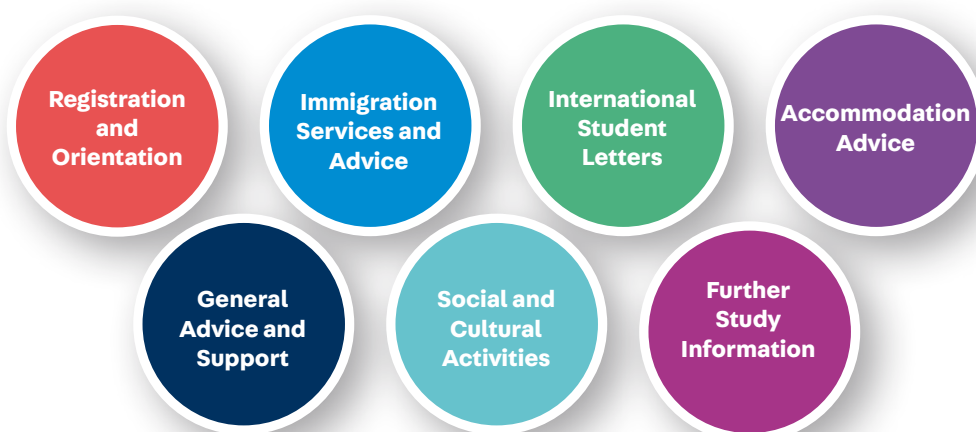 Registration
and
Orientation
Immigration
Services and
Advice
International
Student
Letters
Accommodation
Advice
General
Advice and
Support
Social and
Cultural
Activities
Further
Study
Information